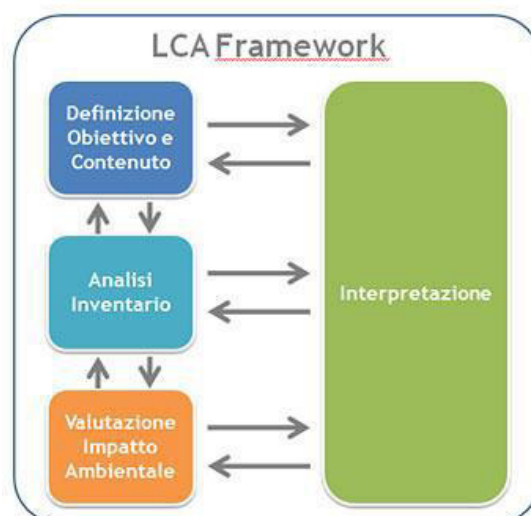 LCA Framework
Definizione
Obiettivo e
Contenuto
Analisi
Inventario
Interpretazione
Valutazione
Impatto
Ambientale